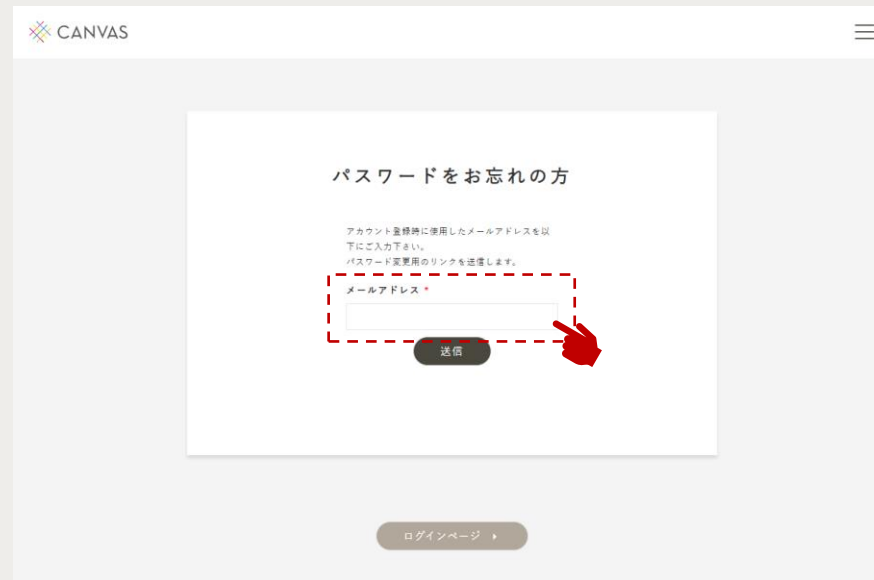 CANVAS
パスワードをお忘れの方
アカウント登録時に使用したメールアドレスを以
下にご入力下さい。
パスワード変更用のリンクを送信します。
メールアドレス *
送信
ログインページ